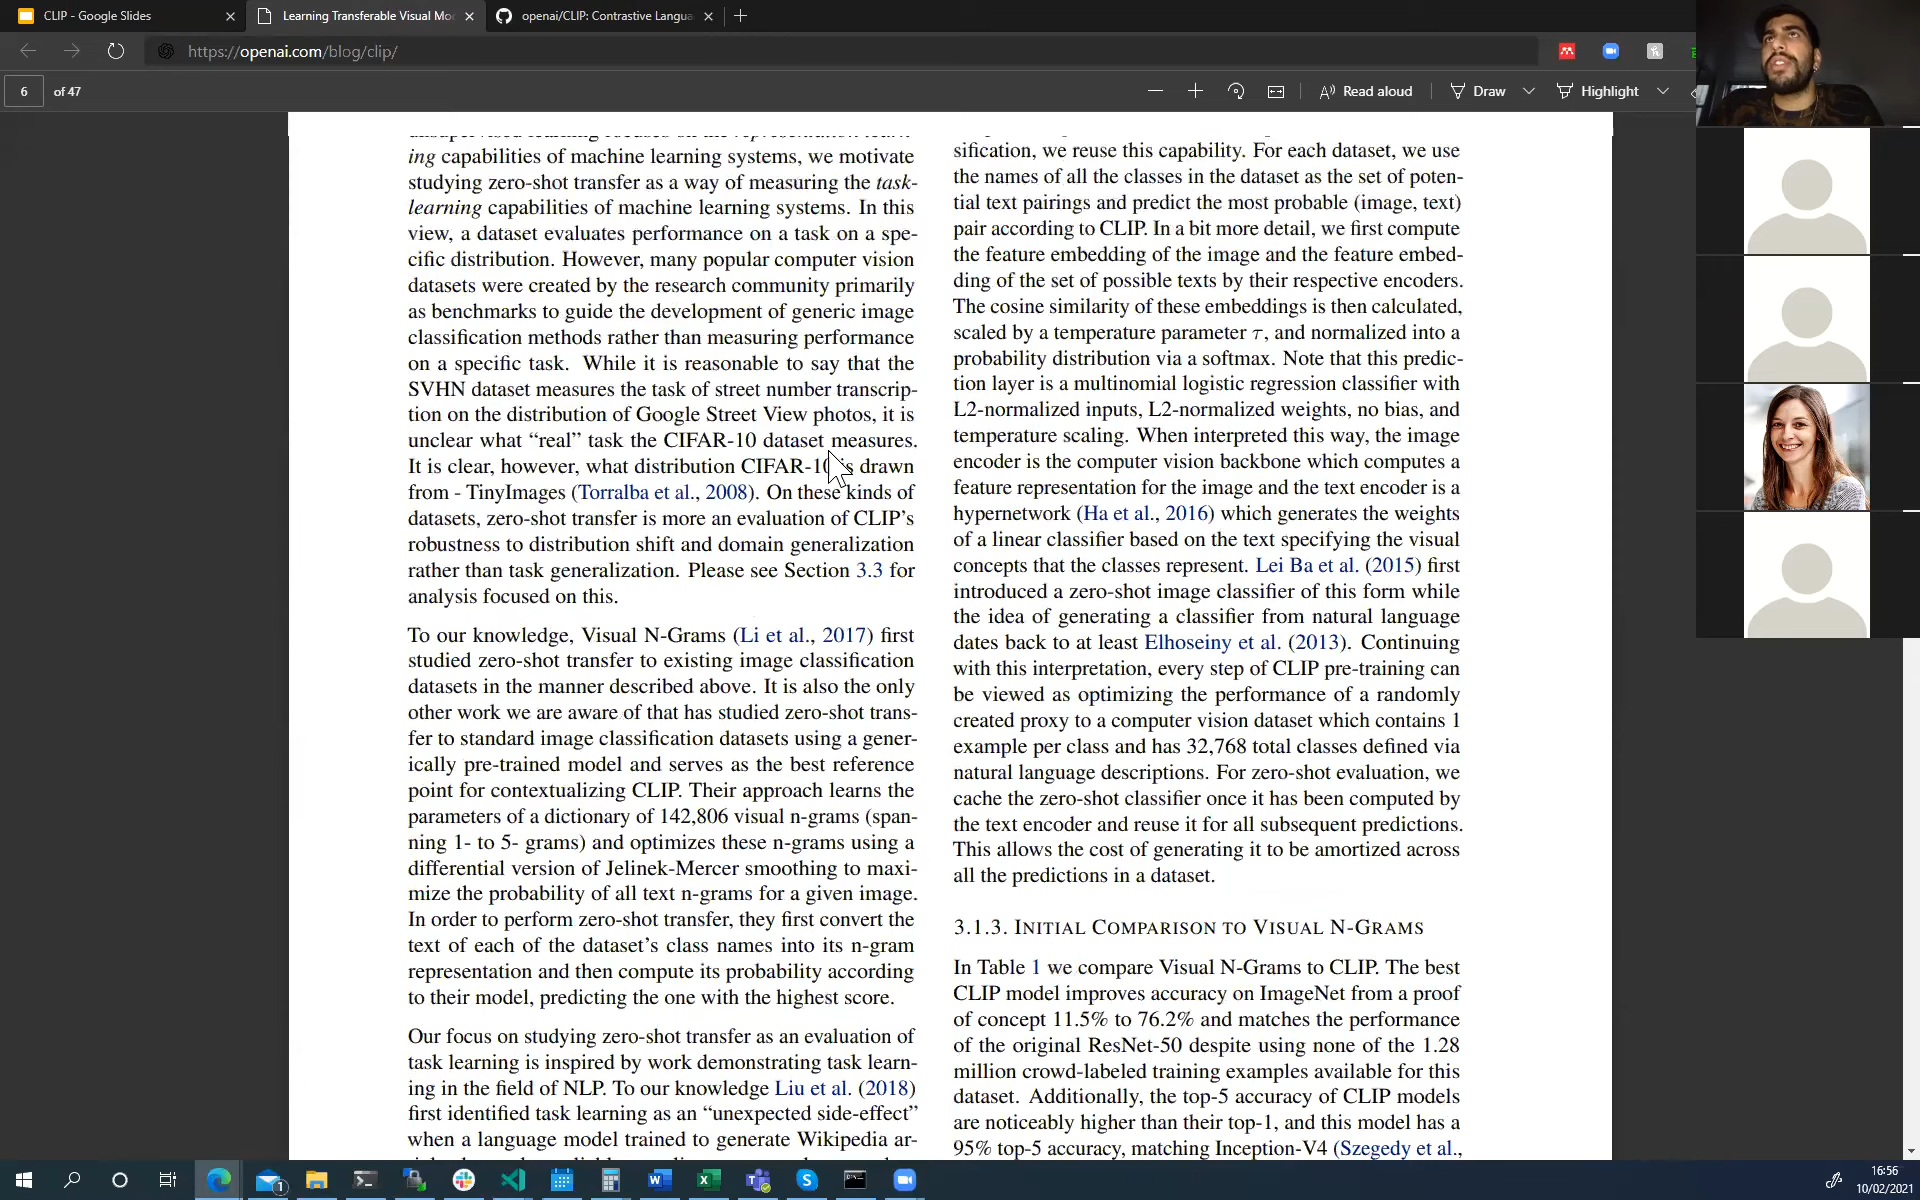 CLIP - Google Slides
Learning Transferable Visual Mo
openai/CLIP: Contrastive Langua
https://openai.com/blog/clip/
6 of 47
Read aloud
Draw
Highlight
ing capabilities of machine learning systems, we motivate
studying zero-shot transfer as a way of measuring the task-
learning capabilities of machine learning systems. In this
view, a dataset evaluates performance on a task on a spe-
cific distribution. However, many popular computer vision
datasets were created by the research community primarily
as benchmarks to guide the development of generic image
classification methods rather than measuring performance
on a specific task. While it is reasonable to say that the
SVHN dataset measures the task of street number transcrip-
tion on the distribution of Google Street View photos, it is
unclear what “real” task the CIFAR-10 dataset measures.
It is clear, however, what distribution CIFAR-10 is drawn
from - TinyImages (Torralba et al., 2008). On these kinds of
datasets, zero-shot transfer is more an evaluation of CLIP’s
robustness to distribution shift and domain generalization
rather than task generalization. Please see Section 3.3 for
analysis focused on this.
To our knowledge, Visual N-Grams (Li et al., 2017) first
studied zero-shot transfer to existing image classification
datasets in the manner described above. It is also the only
other work we are aware of that has studied zero-shot trans-
fer to standard image classification datasets using a gener-
ically pre-trained model and serves as the best reference
point for contextualizing CLIP. Their approach learns the
parameters of a dictionary of 142,806 visual n-grams (span-
ning 1- to 5- grams) and optimizes these n-grams using a
differential version of Jelinek-Mercer smoothing to maxi-
mize the probability of all text n-grams for a given image.
In order to perform zero-shot transfer, they first convert the
text of each of the dataset’s class names into its n-gram
representation and then compute its probability according
to their model, predicting the one with the highest score.
Our focus on studying zero-shot transfer as an evaluation of
task learning is inspired by work demonstrating task learn-
ing in the field of NLP. To our knowledge Liu et al. (2018)
first identified task learning as an “unexpected side-effect”
when a language model trained to generate Wikipedia ar-
sification, we reuse this capability. For each dataset, we use
the names of all the classes in the dataset as the set of poten-
tial text pairings and predict the most probable (image, text)
pair according to CLIP. In a bit more detail, we first compute
the feature embedding of the image and the feature embed-
ding of the set of possible texts by their respective encoders.
The cosine similarity of these embeddings is then calculated,
scaled by a temperature parameter τ, and normalized into a
probability distribution via a softmax. Note that this predic-
tion layer is a multinomial logistic regression classifier with
L2-normalized inputs, L2-normalized weights, no bias, and
temperature scaling. When interpreted this way, the image
encoder is the computer vision backbone which computes a
feature representation for the image and the text encoder is a
hypernetwork (Ha et al., 2016) which generates the weights
of a linear classifier based on the text specifying the visual
concepts that the classes represent. Lei Ba et al. (2015) first
introduced a zero-shot image classifier of this form while
the idea of generating a classifier from natural language
dates back to at least Elhoseiny et al. (2013). Continuing
with this interpretation, every step of CLIP pre-training can
be viewed as optimizing the performance of a randomly
created proxy to a computer vision dataset which contains 1
example per class and has 32,768 total classes defined via
natural language descriptions. For zero-shot evaluation, we
cache the zero-shot classifier once it has been computed by
the text encoder and reuse it for all subsequent predictions.
This allows the cost of generating it to be amortized across
all the predictions in a dataset.
3.1.3. INITIAL COMPARISON TO VISUAL N-GRAMS
In Table 1 we compare Visual N-Grams to CLIP. The best
CLIP model improves accuracy on ImageNet from a proof
of concept 11.5% to 76.2% and matches the performance
of the original ResNet-50 despite using none of the 1.28
million crowd-labeled training examples available for this
dataset. Additionally, the top-5 accuracy of CLIP models
are noticeably higher than their top-1, and this model has a
95% top-5 accuracy, matching Inception-V4 (Szegedy et al.,
16:56
10/02/2021